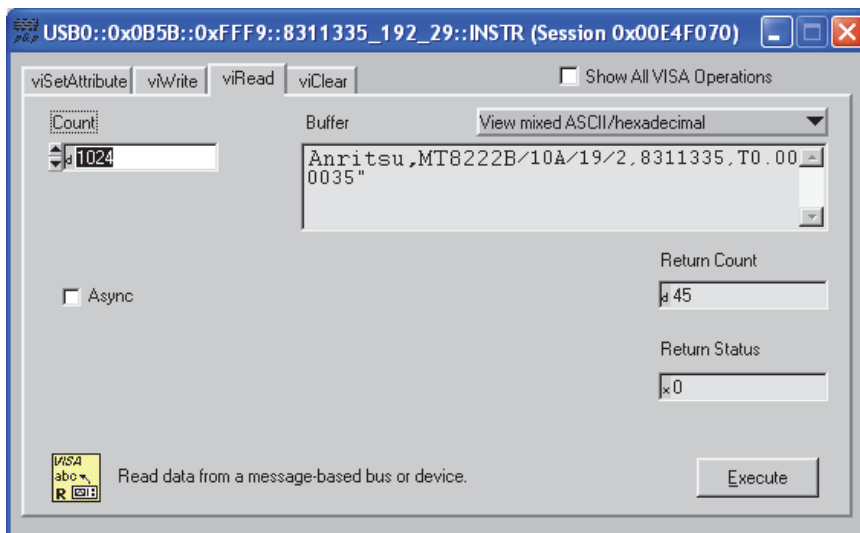 USB0::0x0B5B::0xFFF9::8311335_192_29::INSTR (Session 0x00E4F070)
viSetAttribute viWrite viRead viClear Show All VISA Operations
Count Buffer View mixed ASCII/hexadecimal
d 1024
Anritsu,MT8222B/10A/19/2,8311335,T0.00
0035"
Return Count
Async
d 45
Return Status
x 0
VISA
abc
R
Read data from a message-based bus or device.
Execute